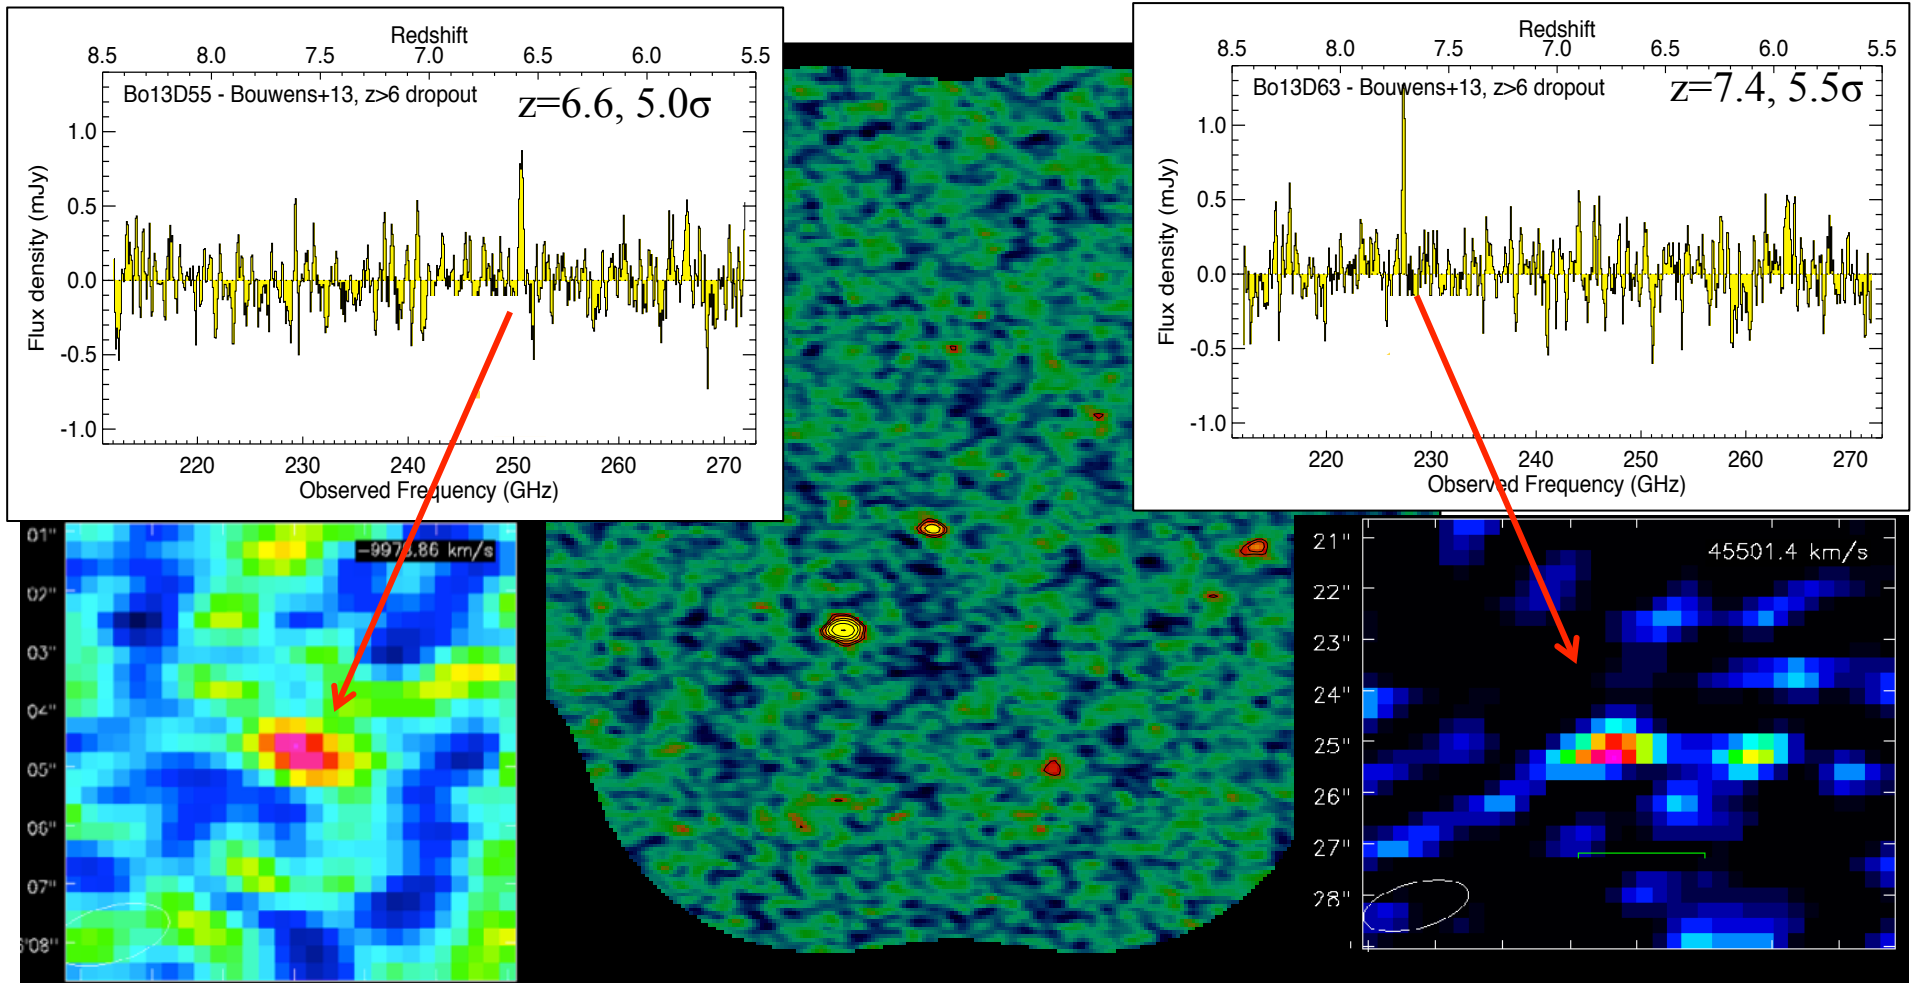 Redshift
8.5 8.0 7.5 7.0 6.5 6.0 5.5
Bo13D55 - Bouwens+13, z>6 dropout
z=6.6, 5.0σ
Flux density (mJy)
1.0
0.5
0.0
-0.5
-1.0
220 230 240 250 260 270
Observed Frequency (GHz)
Redshift
8.5 8.0 7.5 7.0 6.5 6.0 5.5
Bo13D63 - Bouwens+13, z>6 dropout
z=7.4, 5.5σ
Flux density (mJy)
1.0
0.5
0.0
-0.5
-1.0
220 230 240 250 260 270
Observed Frequency (GHz)
01"
02"
03"
04"
05"
06"
07"
08"
21"
22"
23"
24"
25"
26"
27"
28"
45501.4 km/s